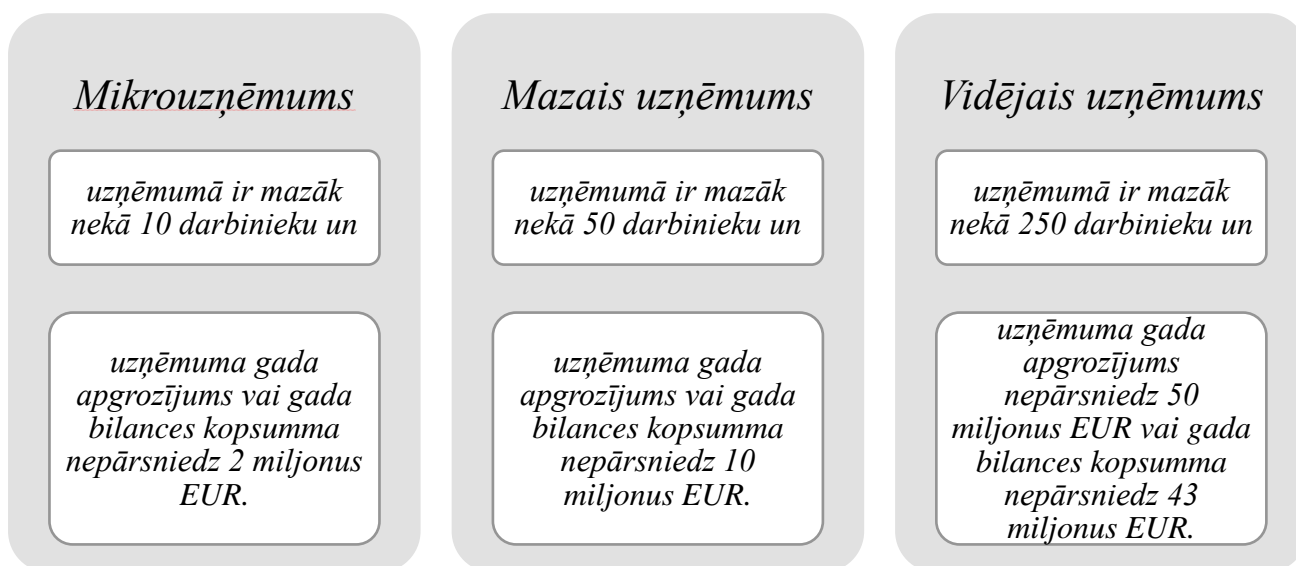 Mikrouzņēmums
uzņēmumā ir mazāk
nekā 10 darbinieku un
uzņēmuma gada
apgrozījums vai gada
bilances kopsumma
nepārsniedz 2 miljonus
EUR.
Mazais uzņēmums
uzņēmumā ir mazāk
nekā 50 darbinieku un
uzņēmuma gada
apgrozījums vai gada
bilances kopsumma
nepārsniedz 10
miljonus EUR.
Vidējais uzņēmums
uzņēmumā ir mazāk
nekā 250 darbinieku un
uzņēmuma gada
apgrozījums
nepārsniedz 50
miljonus EUR vai gada
bilances kopsumma
nepārsniedz 43
miljonus EUR.